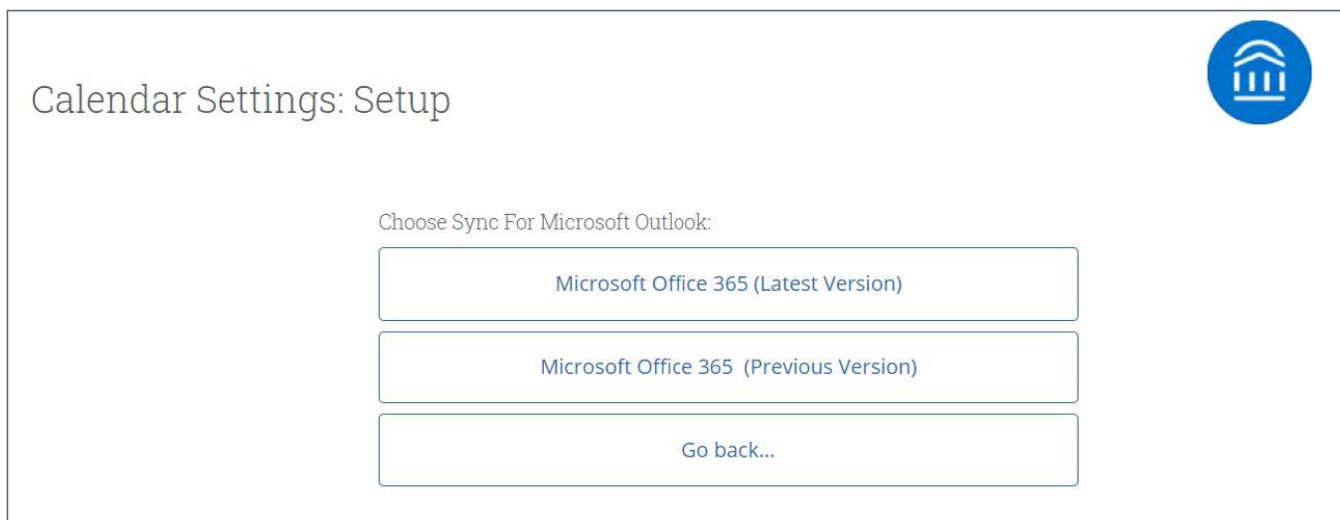 Calendar Settings: Setup
Choose Sync For Microsoft Outlook:
Microsoft Office 365 (Latest Version)
Microsoft Office 365  (Previous Version)
Go back...